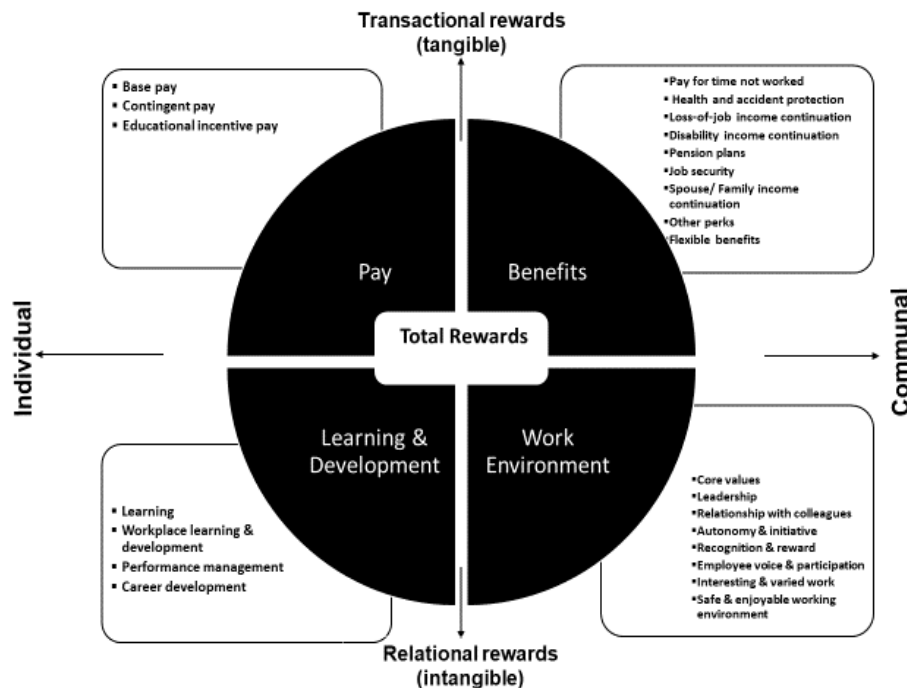 Transactional rewards
(tangible)
▪ Base pay
▪ Contingent pay
▪ Educational incentive pay
▪Pay for time not worked
▪ Health and accident protection
▪Loss-of-job income continuation
▪Disability income continuation
▪Pension plans
▪Job security
▪Spouse/ Family income
continuation
▪Other perks
▪Flexible benefits
Pay
Benefits
Total Rewards
Individual
Communal
Learning &
Development
Work
Environment
▪ Learning
▪ Workplace learning &
development
▪ Performance management
▪ Career development
▪Core values
▪Leadership
▪Relationship with colleagues
▪Autonomy & initiative
▪Recognition & reward
▪Employee voice & participation
▪Interesting & varied work
▪Safe & enjoyable working
environment
Relational rewards
(intangible)